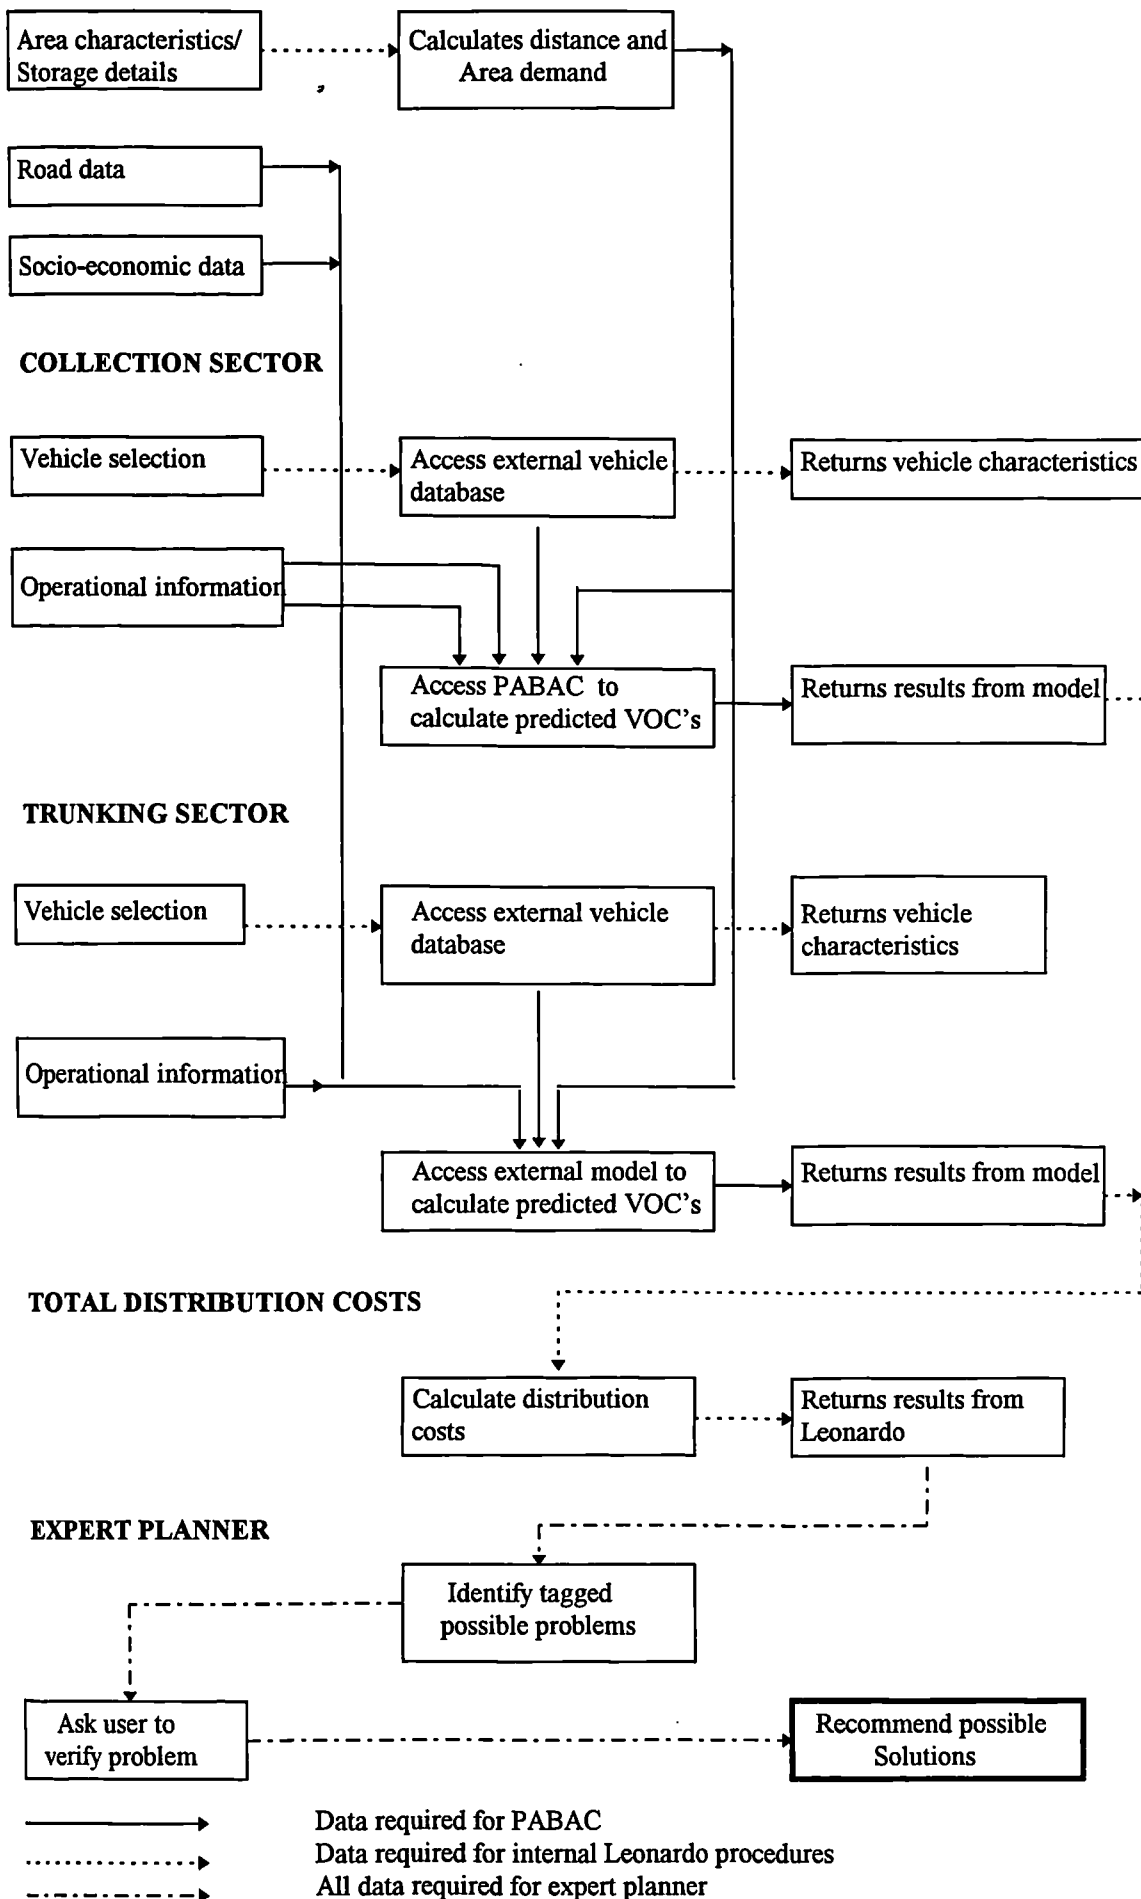 Area characteristics/
Storage details
Calculates distance and
Area demand
Road data
Socio-economic data
COLLECTION SECTOR
Vehicle selection
Access external vehicle
database
Returns vehicle characteristics
Operational information
Access PABAC to
calculate predicted VOC's
Returns results from model
TRUNKING SECTOR
Vehicle selection
Access external vehicle
database
Returns vehicle
characteristics
Operational information
Access external model to
calculate predicted VOC's
Returns results from model
TOTAL DISTRIBUTION COSTS
Calculate distribution
costs
Returns results from
Leonardo
EXPERT PLANNER
Identify tagged
possible problems
Ask user to
verify problem
Recommend possible
Solutions
Data required for PABAC
Data required for internal Leonardo procedures
All data required for expert planner